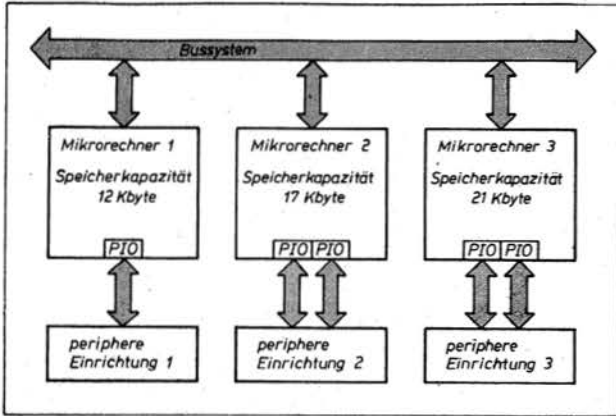 Bussystem
Mikrorechner 1
Speicherkapazität
12 Kbyte
PIO
Mikrorechner 2
Speicherkapazität
17 Kbyte
PIO PIO
Mikrorechner 3
Speicherkapazität
21 Kbyte
PIO PIO
periphere
Einrichtung 1
periphere
Einrichtung 2
periphere
Einrichtung 3